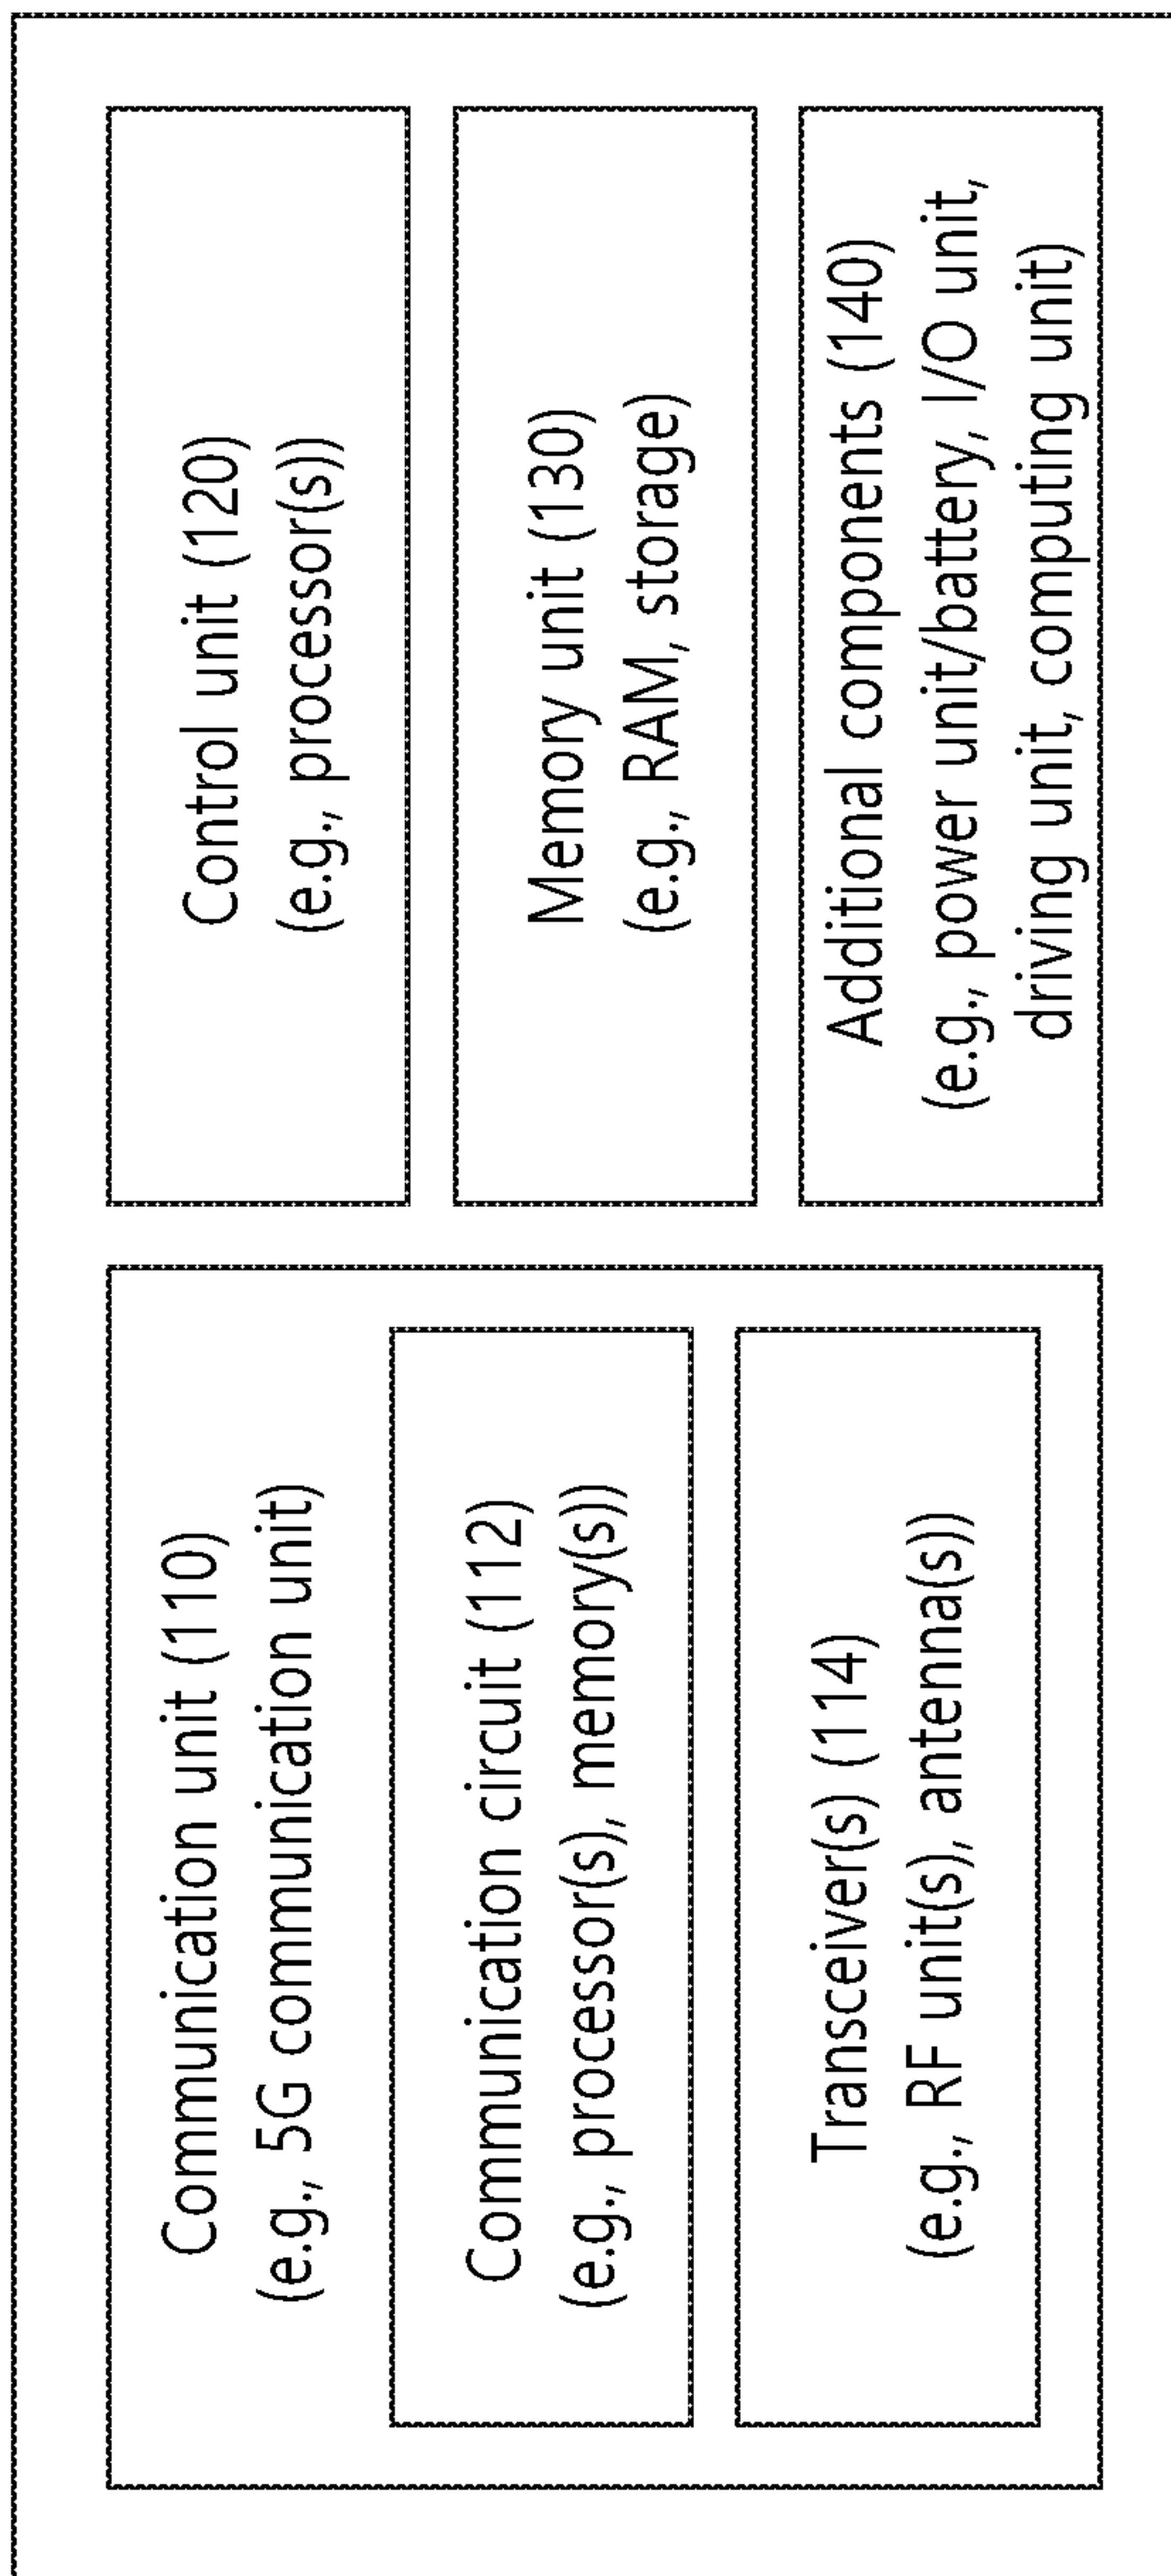 Communication unit (110)
(e.g., 5G communication unit)
Communication circuit (112)
(e.g., processor(s), memory(s))
Transceiver(s) (114)
(e.g., RF unit(s), antenna(s))
Control unit (120)
(e.g., processor(s))
Memory unit (130)
(e.g., RAM, storage)
Additional components (140)
(e.g., power unit/battery, I/O unit,
driving unit, computing unit)